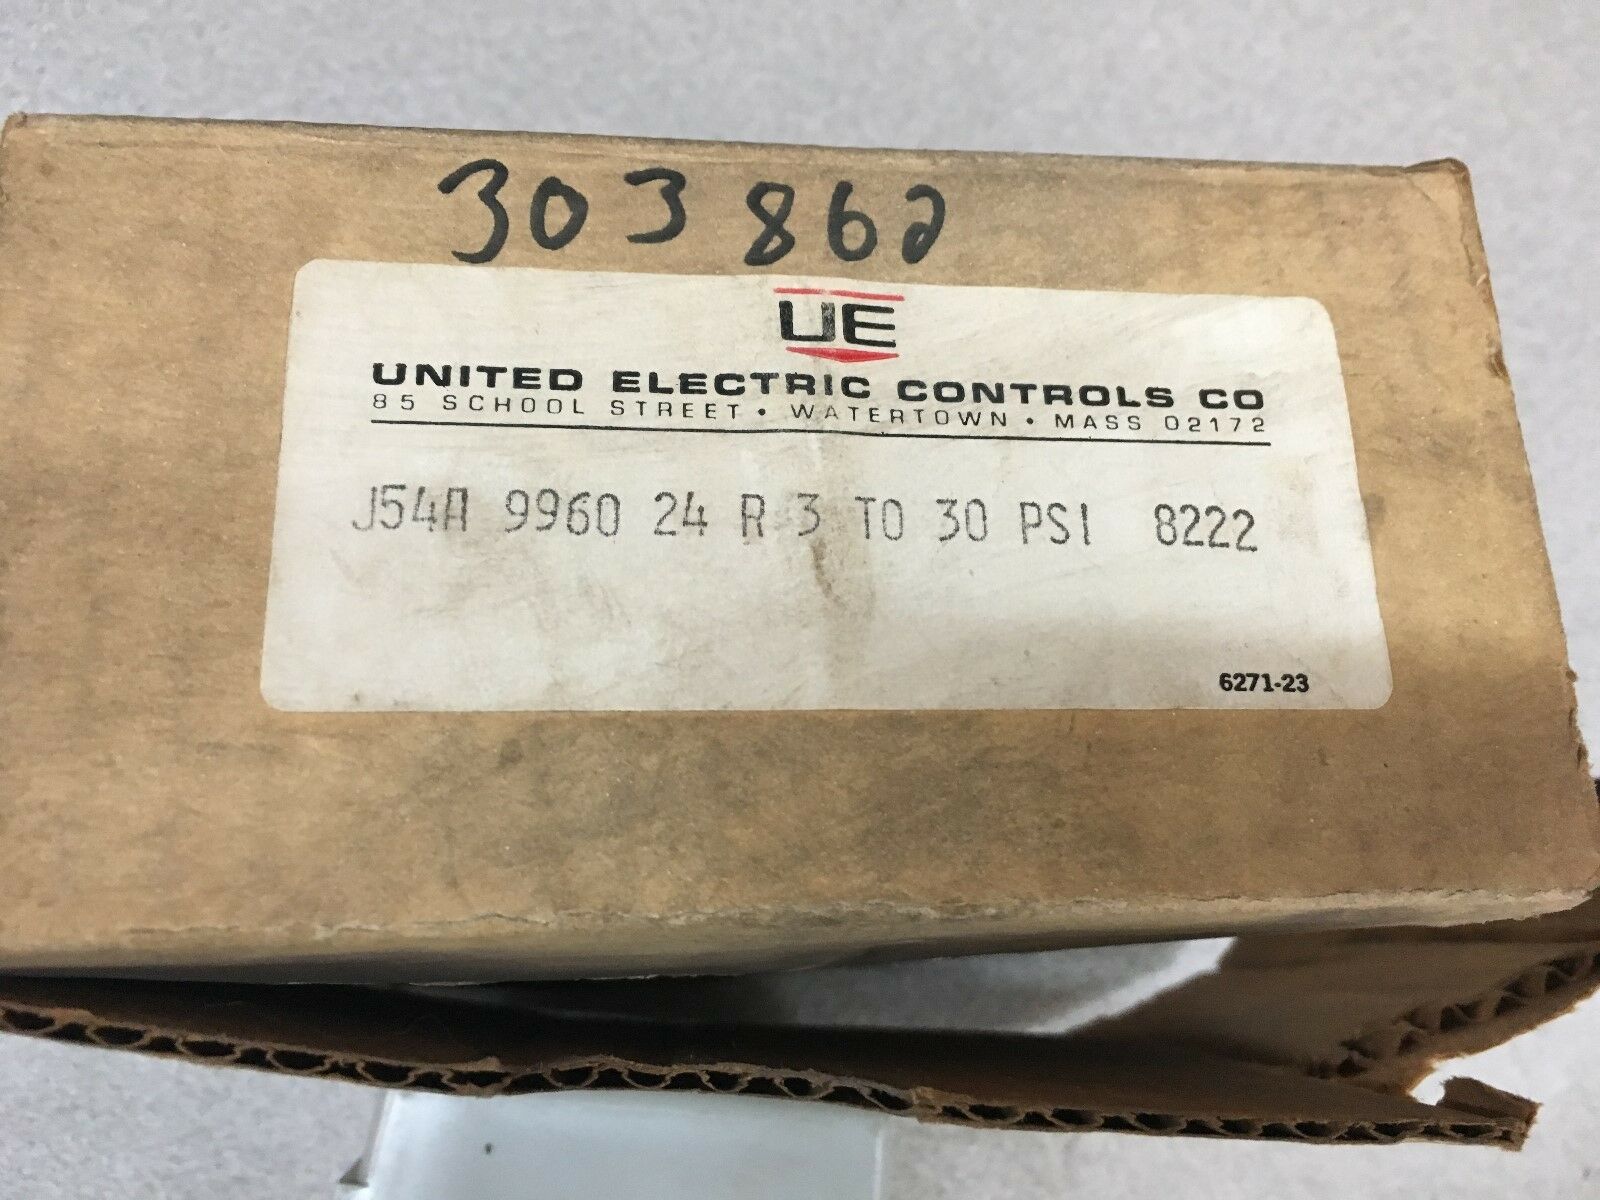 303862
UE
UNITED ELECTRIC CONTROLS CO
85 SCHOOL STREET • WATERTOWN • MASS 02172
J54A 9960 24 R 3 TO 30 PSI 8222
6271-23